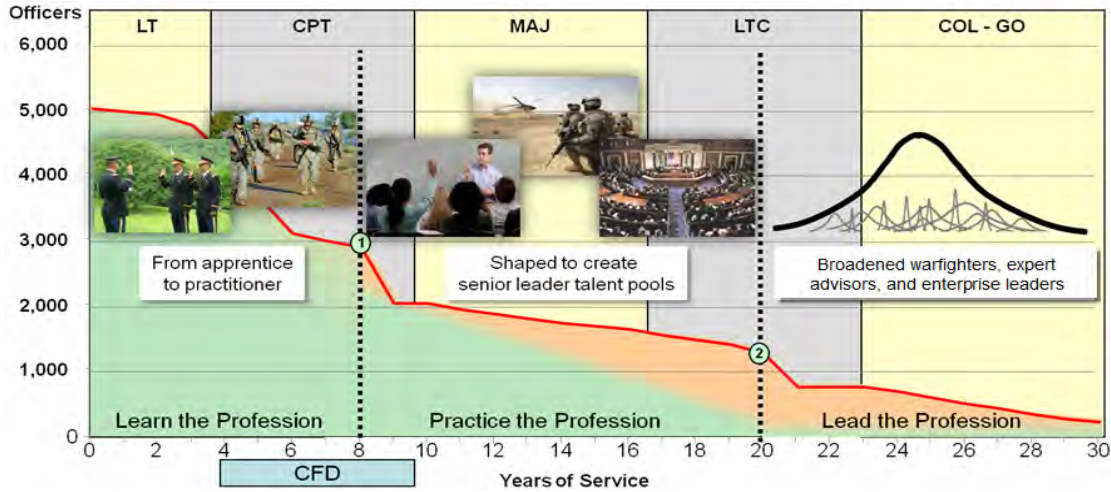 Officers
LT CPT MAJ LTC COL - GO
6,000
5,000
4,000
3,000
2,000
1,000
0
1
2
From apprentice
to practitioner
Shaped to create
senior leader talent pools
Broadened warfighters, expert
advisors, and enterprise leaders
Learn the Profession Practice the Profession Lead the Profession
0 2 4 6 8 10 12 14 16 18 20 22 24 26 28 30
CFD
Years of Service